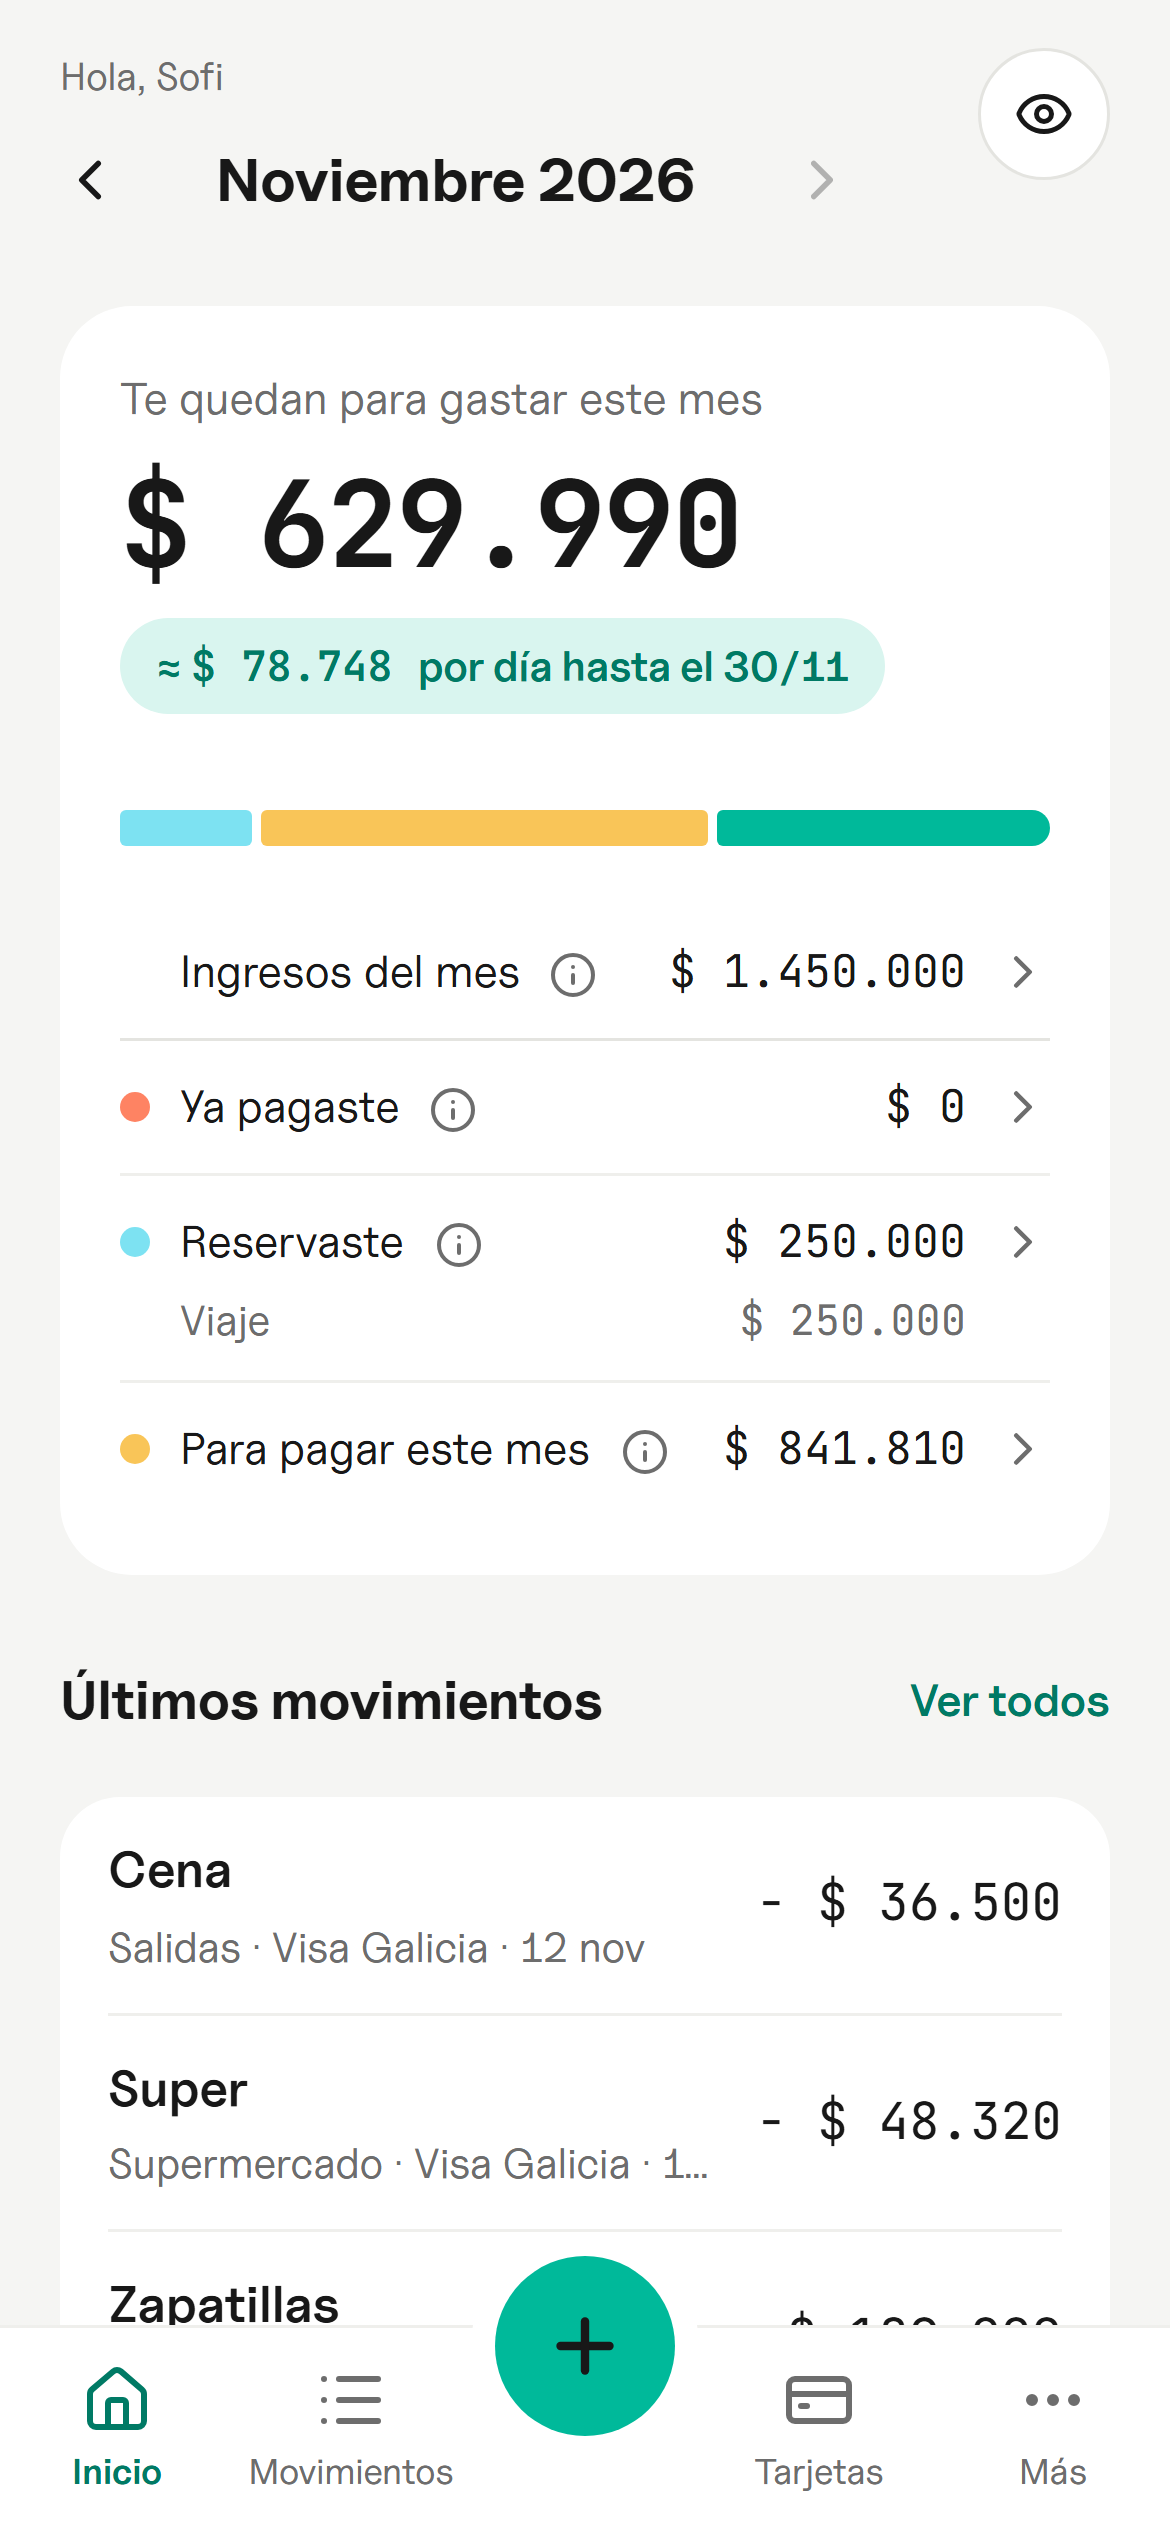 Hola, Sofi
Noviembre 2026
Te quedan para gastar este mes
$ 629.990
≈ $ 78.748 por día hasta el 30/11
Ingresos del mes $ 1.450.000
Ya pagaste $ 0
Reservaste $ 250.000
Viaje $ 250.000
Para pagar este mes $ 841.810
Últimos movimientos Ver todos
Cena
- $ 36.500
Salidas · Visa Galicia · 12 nov
Super
- $ 48.320
Supermercado · Visa Galicia · 1...
Zapatillas
Inicio Movimientos Tarjetas Más